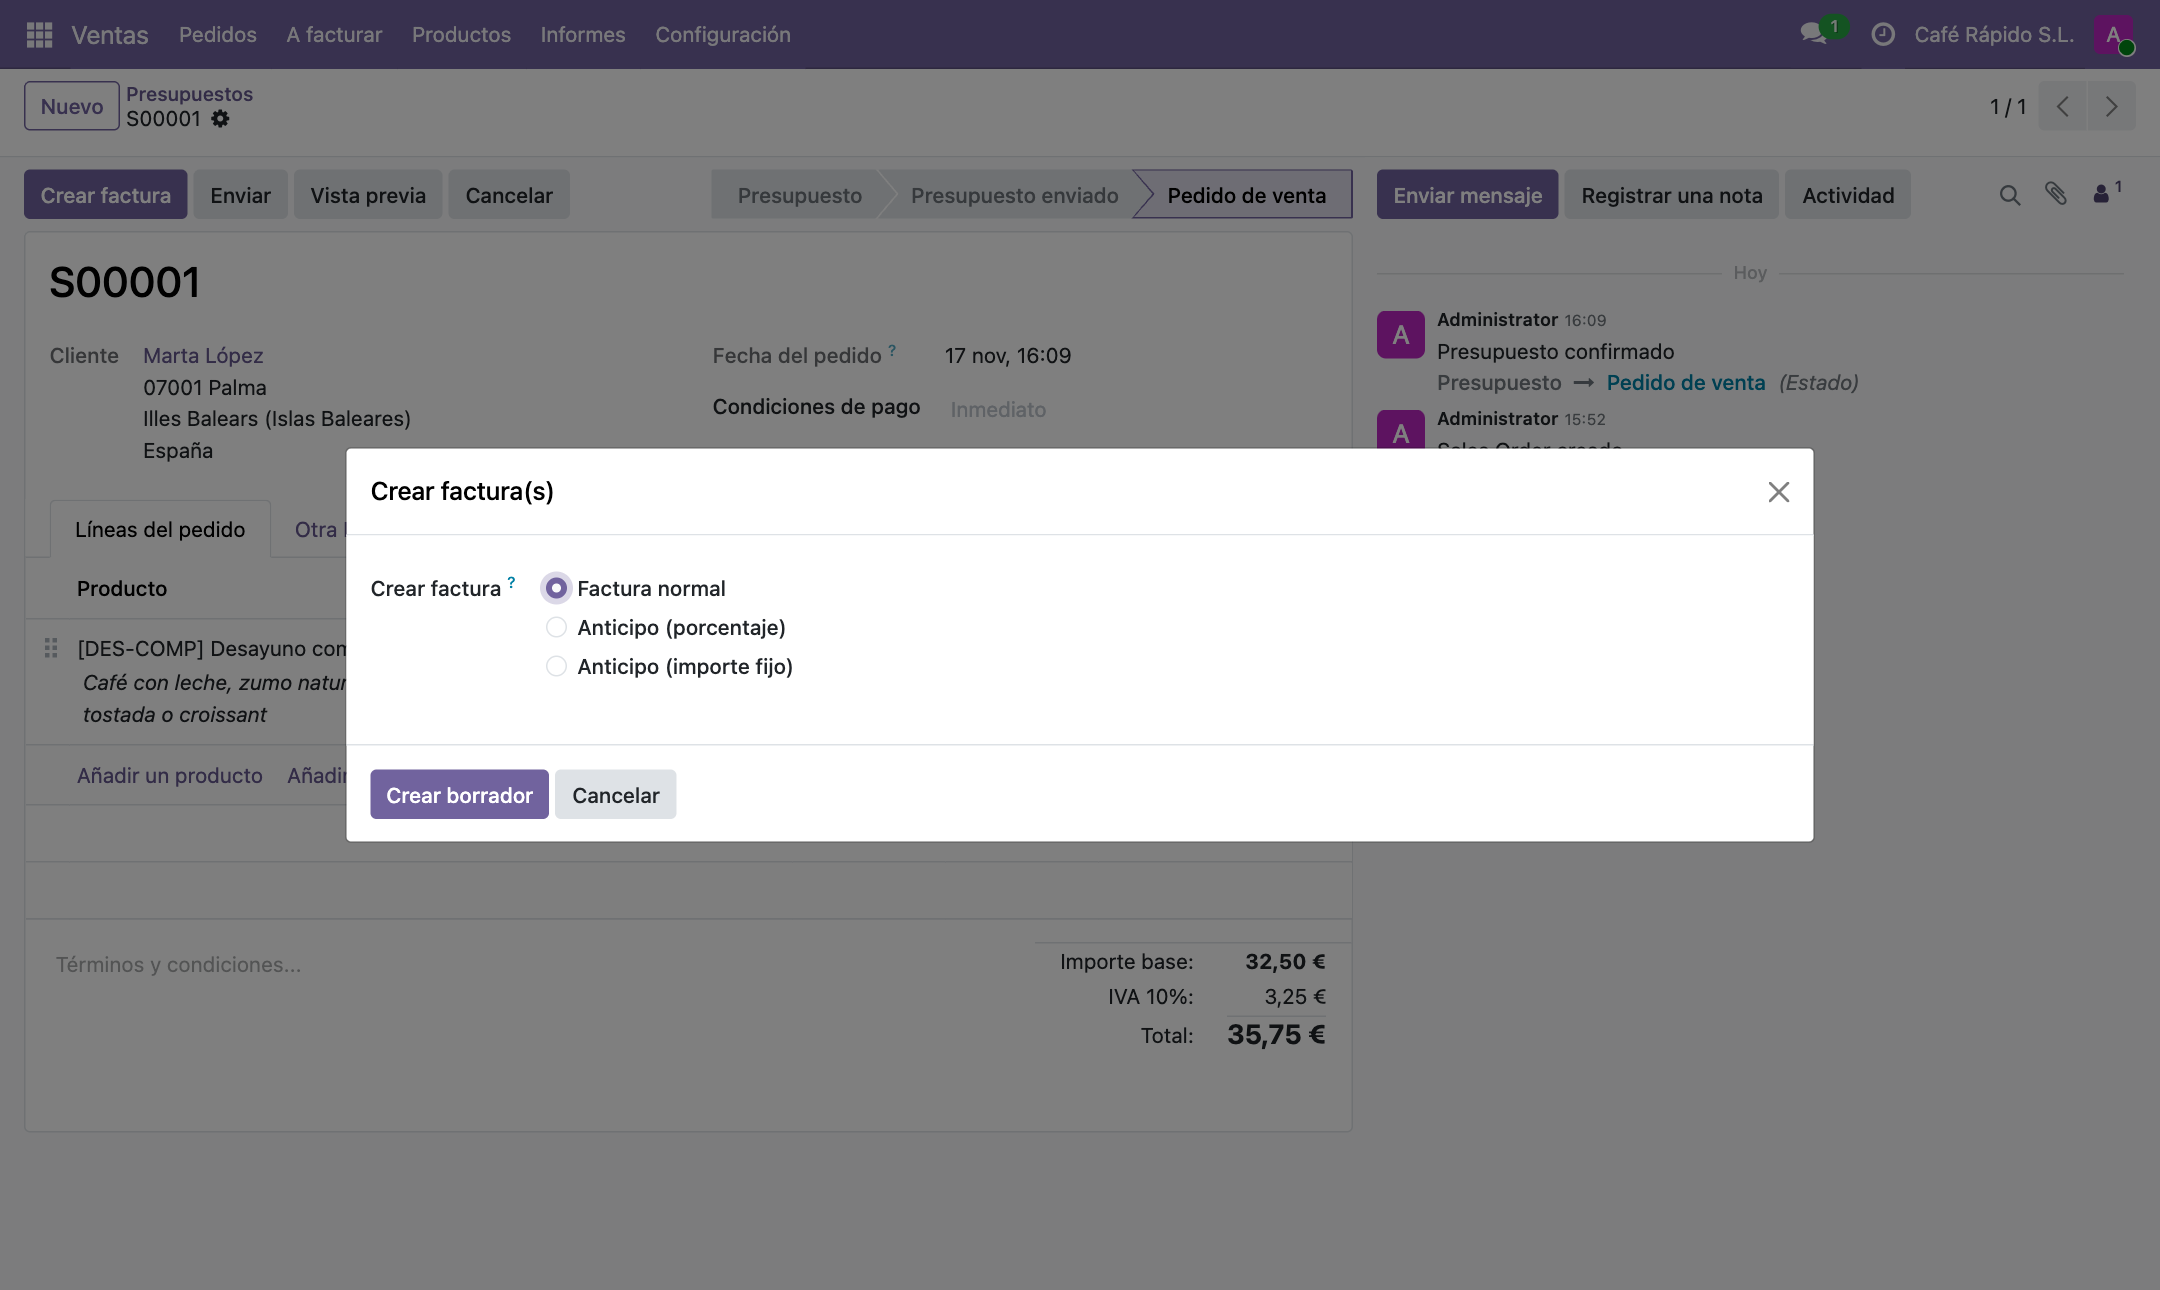 Ventas Pedidos A facturar Productos Informes Configuración 1 Café Rápido S.L. A
Nuevo Presupuestos
S00001
1 / 1
Crear factura Enviar Vista previa Cancelar Presupuesto Presupuesto enviado Pedido de venta Enviar mensaje Registrar una nota Actividad 1
S00001
Hoy
Cliente Marta López
07001 Palma
Illes Balears (Islas Baleares)
España
Fecha del pedido ? 17 nov, 16:09
Condiciones de pago Inmediato
A Administrator 16:09
Presupuesto confirmado
Presupuesto → Pedido de venta (Estado)
A Administrator 15:52
Líneas del pedido Otra
Producto
[DES-COMP] Desayuno
Café con leche, zumo
tostada o croissant
Añadir un producto
Crear factura(s)
Crear factura ? Factura normal
Anticipo (porcentaje)
Anticipo (importe fijo)
Crear borrador Cancelar
Términos y condiciones...
Importe base: 32,50 €
IVA 10%: 3,25 €
Total: 35,75 €